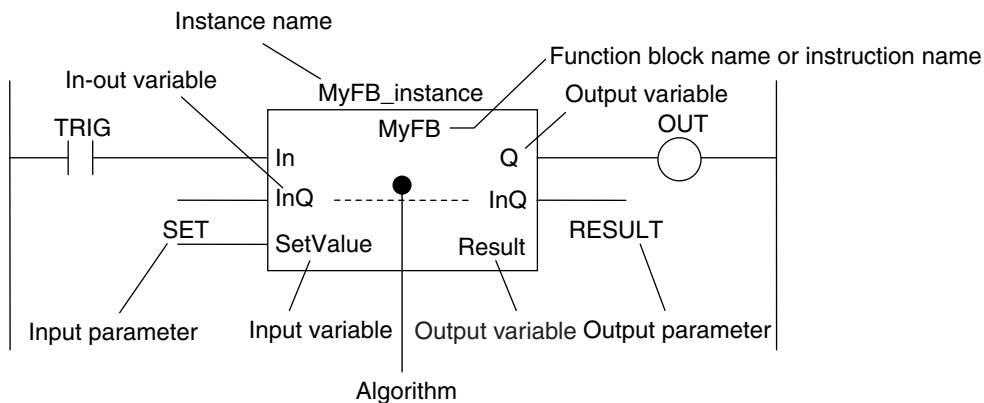 Instance name
Function block name or instruction name
In-out variable
MyFB_instance
Output variable
MyFB
TRIG
OUT
In
Q
InQ
InQ
SET
SetValue
Result
RESULT
Input parameter
Input variable
Output variable
Output parameter
Algorithm